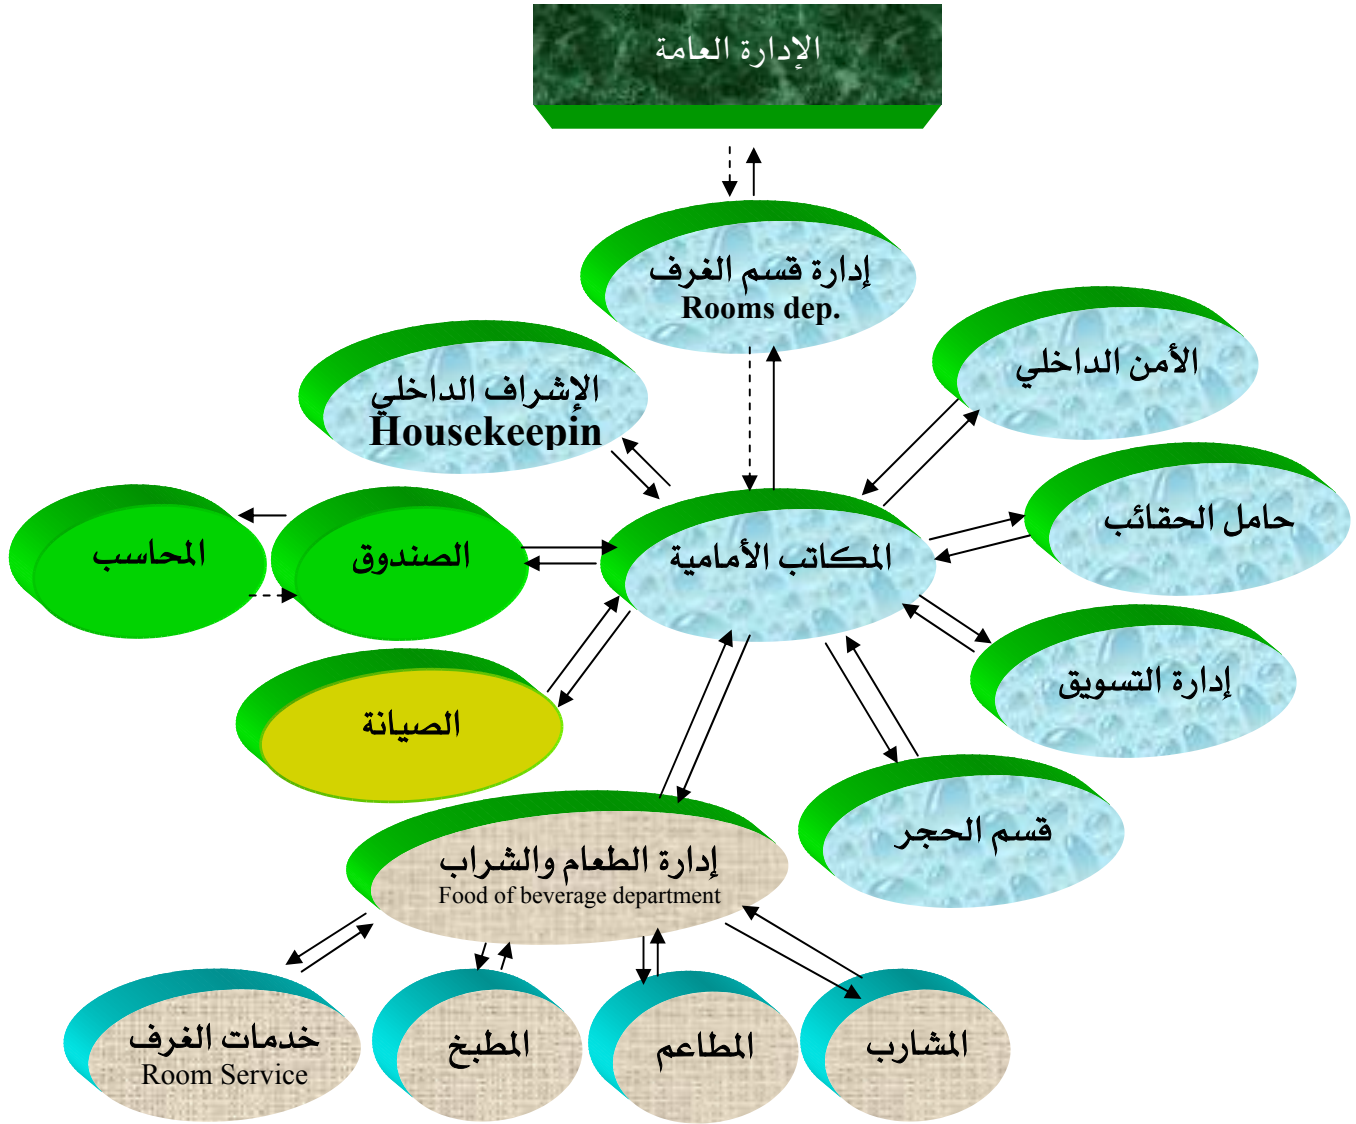 الإدارة العامة
إدارة قسم الغرف
Rooms dep.
الأمن الداخلي
الإشراف الداخلي
Housekeepin
حامل الحقائب
المكاتب الأمامية
الصندوق
المحاسب
إدارة التسويق
الصيانة
قسم الحجر
إدارة الطعام والشراب
Food of beverage department
المشارب
المطاعم
المطبخ
خدمات الغرف
Room Service